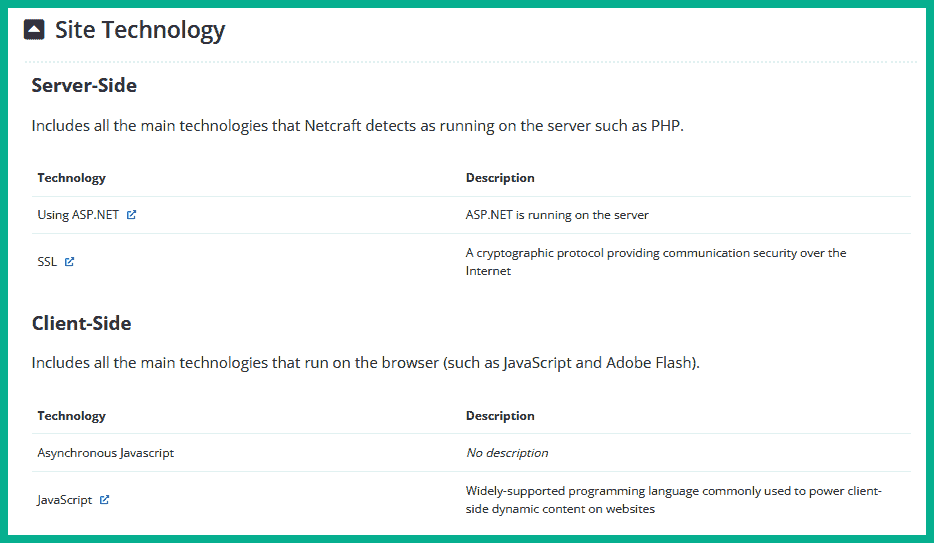 Site Technology
Server-Side
Includes all the main technologies that Netcraft detects as running on the server such as PHP.
Technology Description
Using ASP.NET ASP.NET is running on the server
SSL A cryptographic protocol providing communication security over the
Internet
Client-Side
Includes all the main technologies that run on the browser (such as JavaScript and Adobe Flash).
Technology Description
Asynchronous Javascript No description
JavaScript Widely-supported programming language commonly used to power client-
side dynamic content on websites